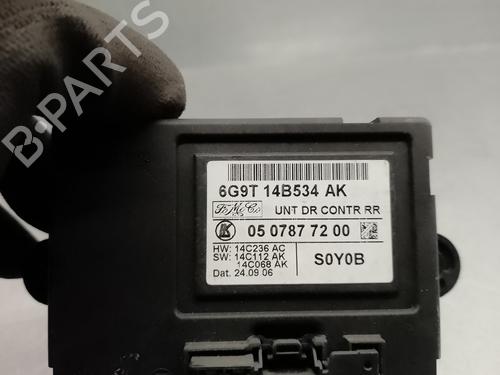 B-PARTS
6G9T 14B534 AK
FoMoCo UNT DR CONTR RR
05 0787 72 00
HW: 14C236 AC
SW: 14C112 AK
14C068 AK
Dat. 24.09.06
S0Y0B